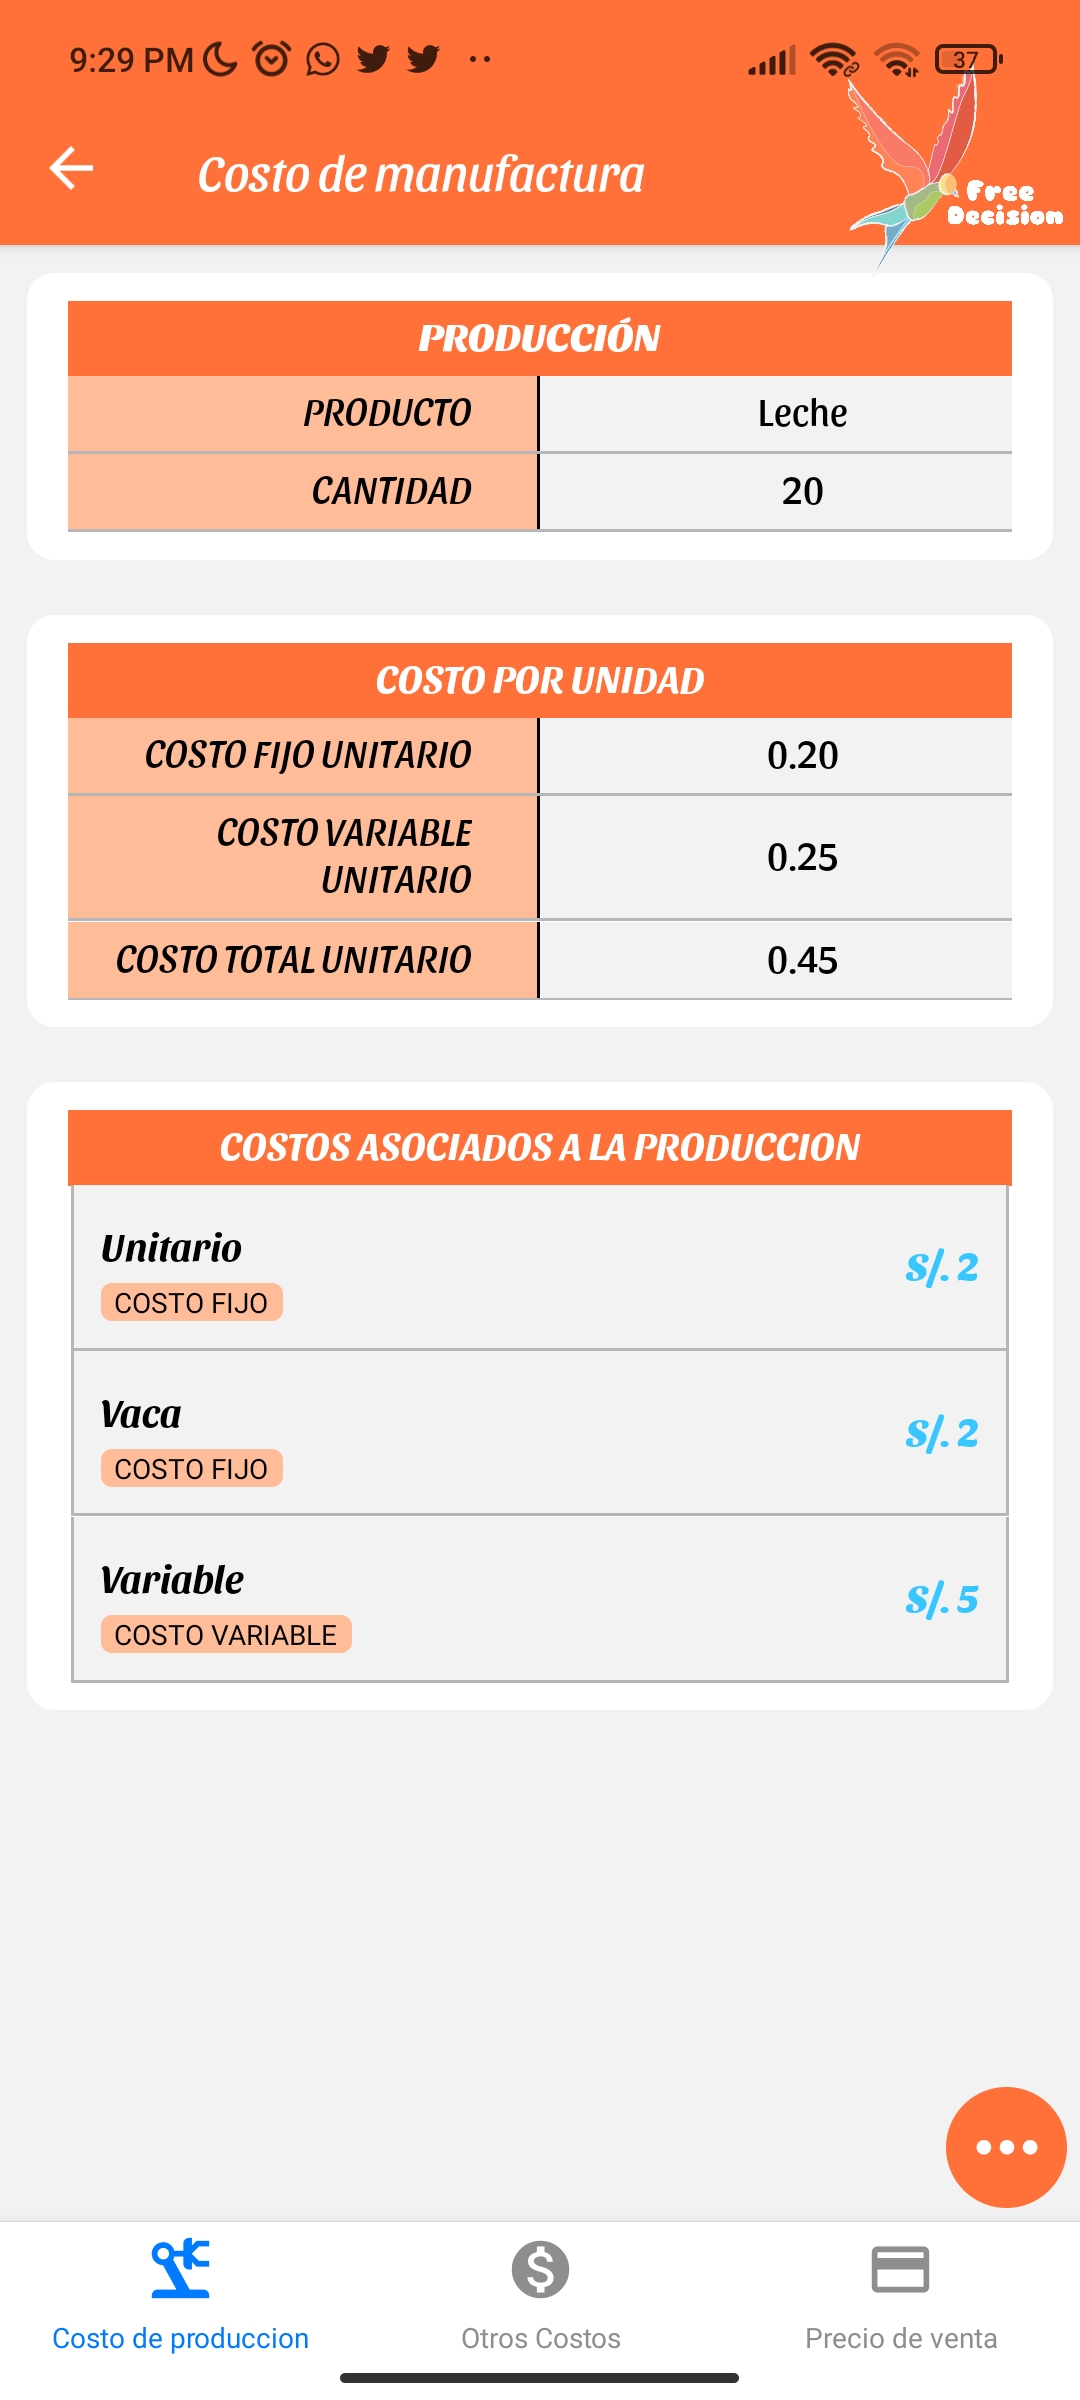 9:29 PM
37
Costo de manufactura
Free
Decision
PRODUCCIÓN
PRODUCTO Leche
CANTIDAD 20
COSTO POR UNIDAD
COSTO FIJO UNITARIO 0.20
COSTO VARIABLE
UNITARIO 0.25
COSTO TOTAL UNITARIO 0.45
COSTOS ASOCIADOS A LA PRODUCCION
Unitario
COSTO FIJO
S/. 2
Vaca
COSTO FIJO
S/. 2
Variable
COSTO VARIABLE
S/. 5
Costo de produccion
Otros Costos
Precio de venta